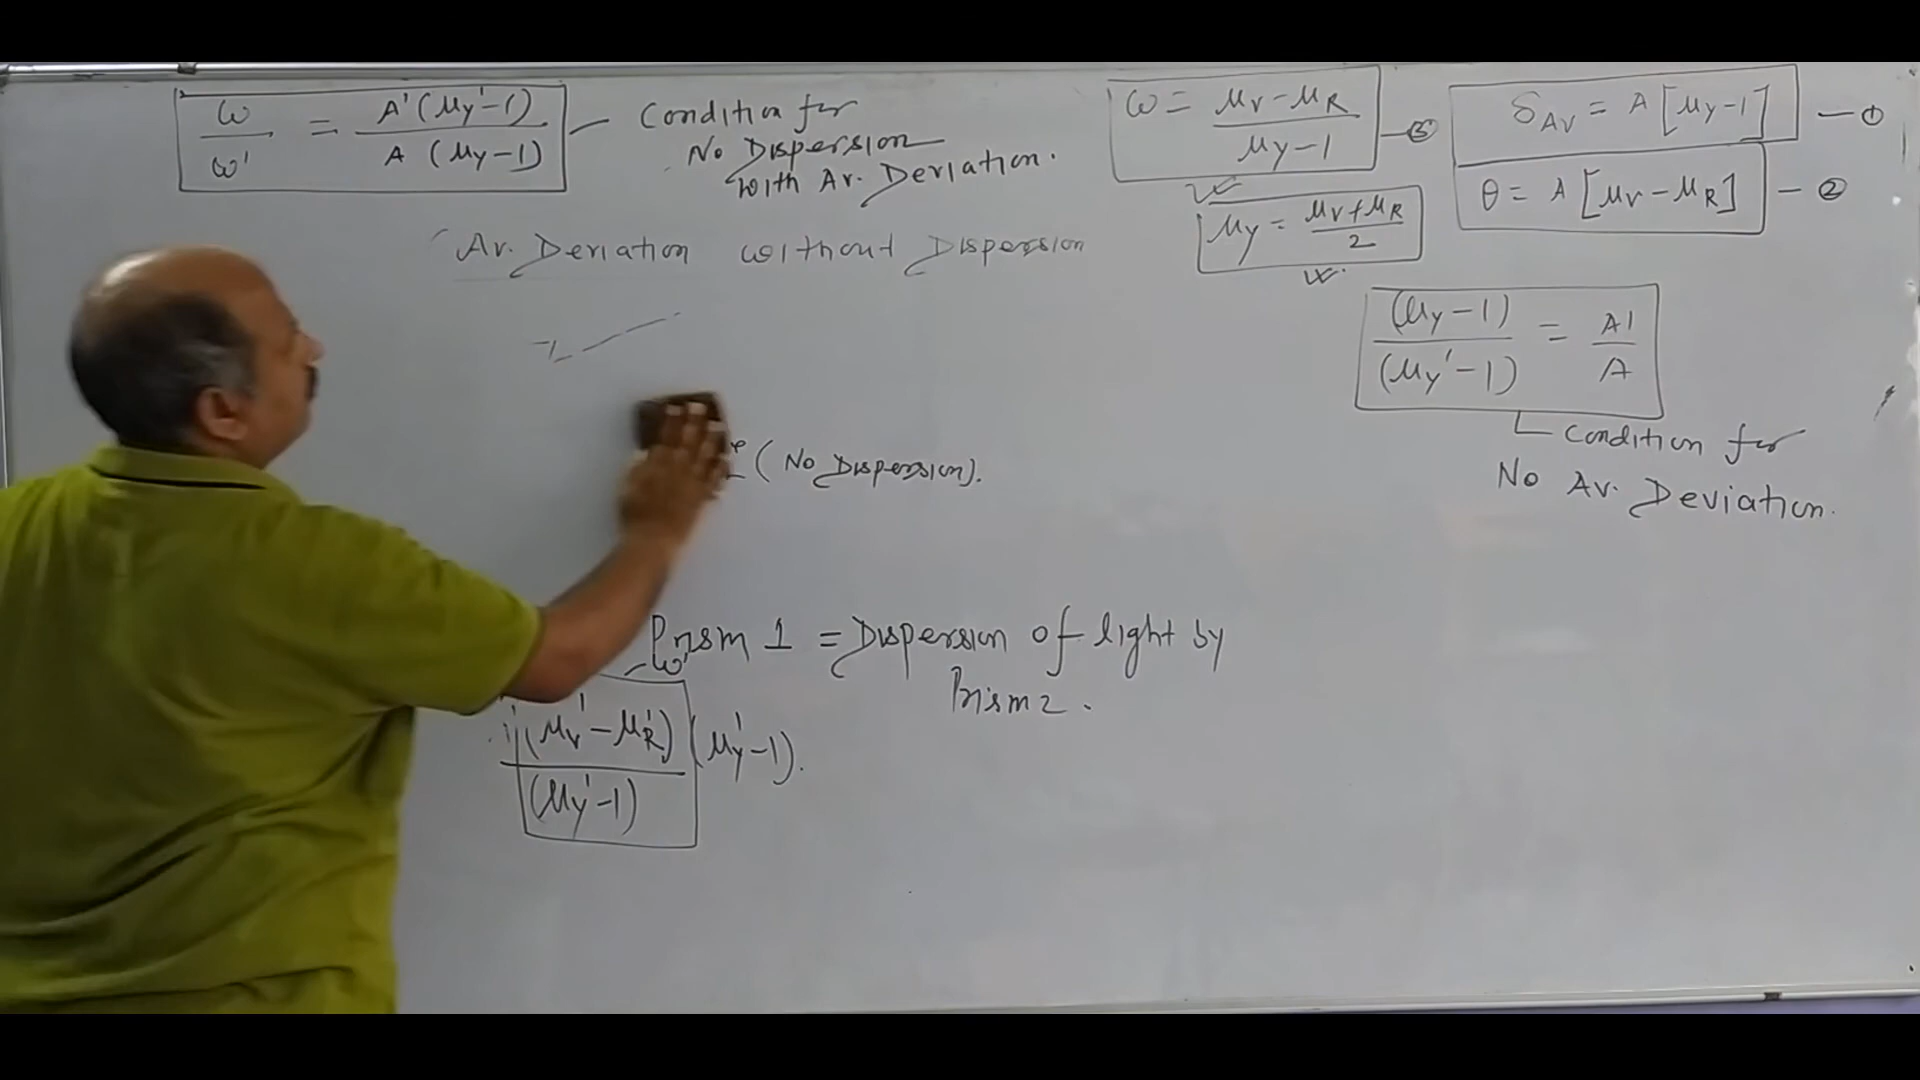 ω/ω' = A'(μy'-1)/A (μy-1) — Condition for
No Dispersion
with Av. Deviation.
Av. Deviation without Dispersion
(No Dispersion).
Prism 1 = Dispersion of light by
Prism 2.
ω'
(μv' - μR')/(μy'-1) (μy'-1).
ω = μv - μR/μy - 1 — ③
μy = μv + μR/2
δAv = A [μy-1] — ①
θ = A [μv - μR] — ②
(μy - 1)/(μy' - 1) = A'/A
Condition for
No Av. Deviation.